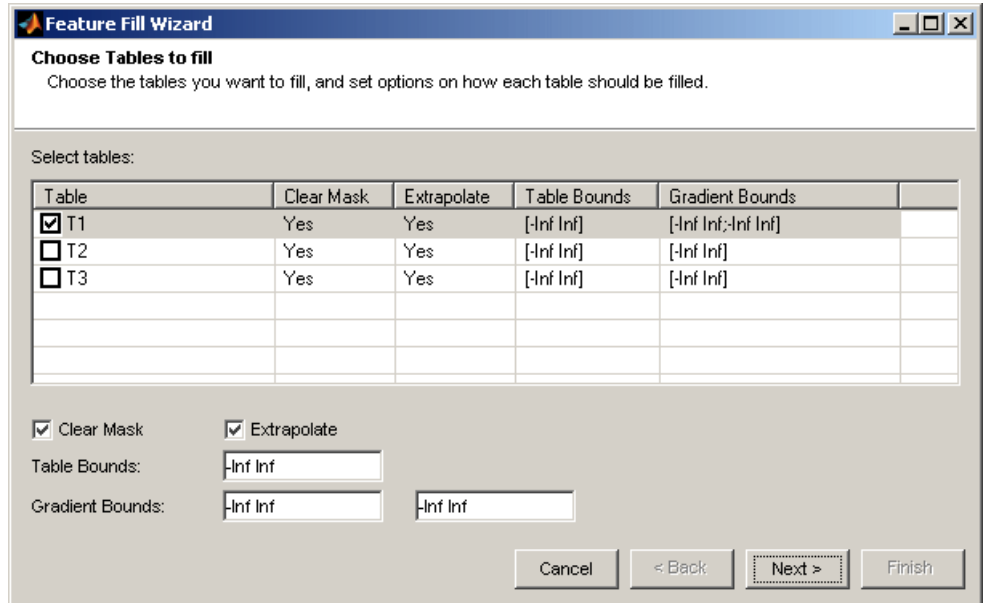 Feature Fill Wizard
Choose Tables to fill
Choose the tables you want to fill, and set options on how each table should be filled.
Select tables:
Table Clear Mask Extrapolate Table Bounds Gradient Bounds
T1 Yes Yes [-Inf Inf] [-Inf Inf;-Inf Inf]
T2 Yes Yes [-Inf Inf] [-Inf Inf]
T3 Yes Yes [-Inf Inf] [-Inf Inf]
Clear Mask Extrapolate
Table Bounds: -Inf Inf
Gradient Bounds: -Inf Inf -Inf Inf
Cancel < Back Next > Finish